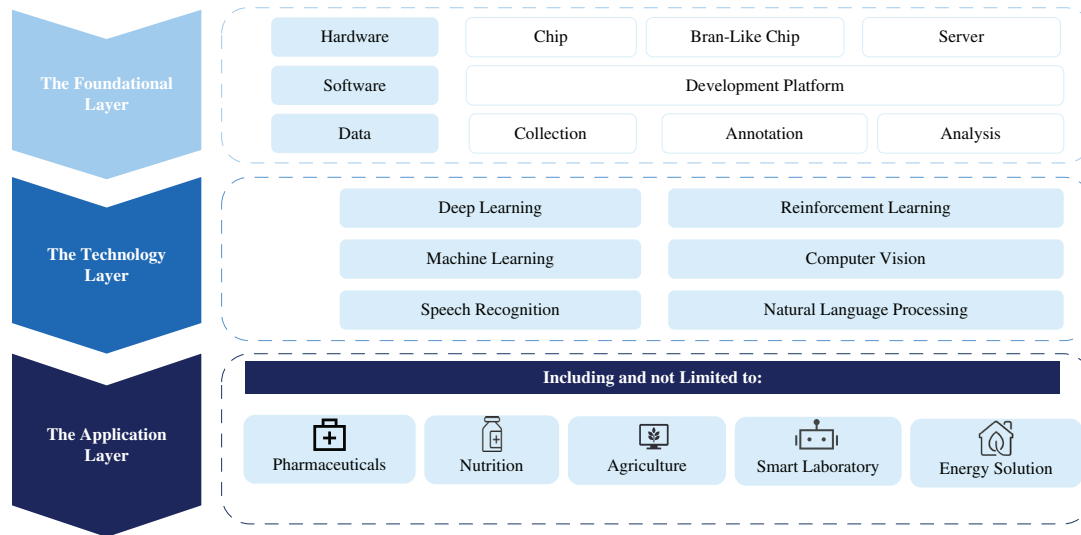 The Foundational
Layer
Hardware
Chip
Bran-Like Chip
Server
Software
Development Platform
Data
Collection
Annotation
Analysis
The Technology
Layer
Deep Learning
Reinforcement Learning
Machine Learning
Computer Vision
Speech Recognition
Natural Language Processing
The Application
Layer
Including and not Limited to:
Pharmaceuticals
Nutrition
Agriculture
Smart Laboratory
Energy Solution